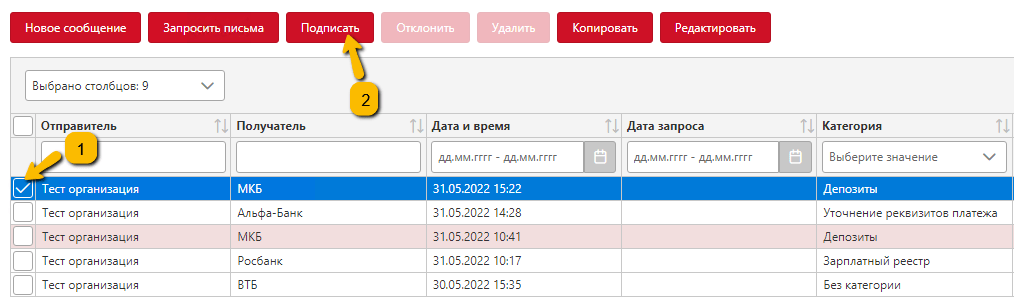 Новое сообщение Запросить письма Подписать Отклонить Удалить Копировать Редактировать
2
Выбрано столбцов: 9
Отправитель Получатель Дата и время Дата запроса Категория
1
дд.мм.гггг - дд.мм.гггг дд.мм.гггг - дд.мм.гггг Выберите значение
Тест организация МКБ 31.05.2022 15:22 Депозиты
Тест организация Альфа-Банк 31.05.2022 14:28 Уточнение реквизитов платежа
Тест организация МКБ 31.05.2022 10:41 Депозиты
Тест организация Росбанк 31.05.2022 10:17 Зарплатный реестр
Тест организация ВТБ 30.05.2022 15:35 Без категории